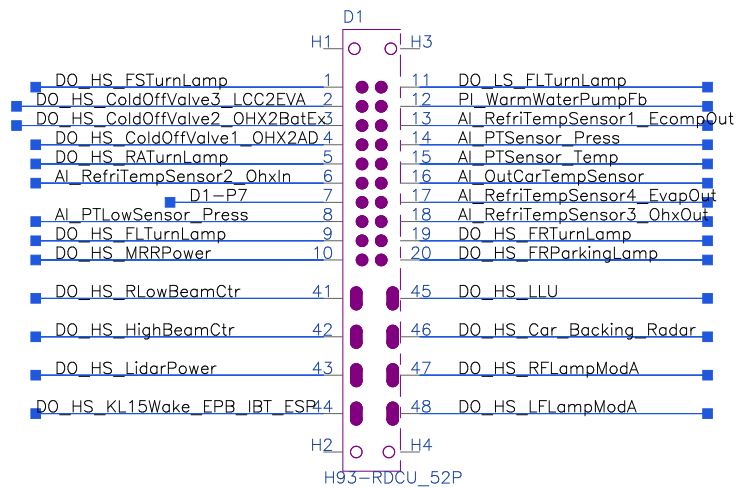 D1
H1 H3
DO_HS_FSTurnLamp 1 11 DO_LS_FLTurnLamp
DO_HS_ColdOffValve3_LCC2EVA 2 12 PI_WarmWaterPumpFb
DO_HS_ColdOffValve2_OHX2BatEx 3 13 AI_RefriTempSensor1_EcompOut
DO_HS_ColdOffValve1_OHX2AD 4 14 AI_PTSensor_Press
DO_HS_RATurnLamp 5 15 AI_PTSensor_Temp
AI_RefriTempSensor2_OhxIn 6 16 AI_OutCarTempSensor
D1-P7 7 17 AI_RefriTempSensor4_EvapOut
AI_PTLowSensor_Press 8 18 AI_RefriTempSensor3_OhxOut
DO_HS_FLTurnLamp 9 19 DO_HS_FRTurnLamp
DO_HS_MRRPower 10 20 DO_HS_FRParkingLamp
DO_HS_RLowBeamCtr 41 45 DO_HS_LLU
DO_HS_HighBeamCtr 42 46 DO_HS_Car_Backing_Radar
DO_HS_LidarPower 43 47 DO_HS_RFLampModA
DO_HS_KL15Wake_EPB_IBT_ESP 44 48 DO_HS_LFLampModA
H2 H4
H93-RDCU_52P